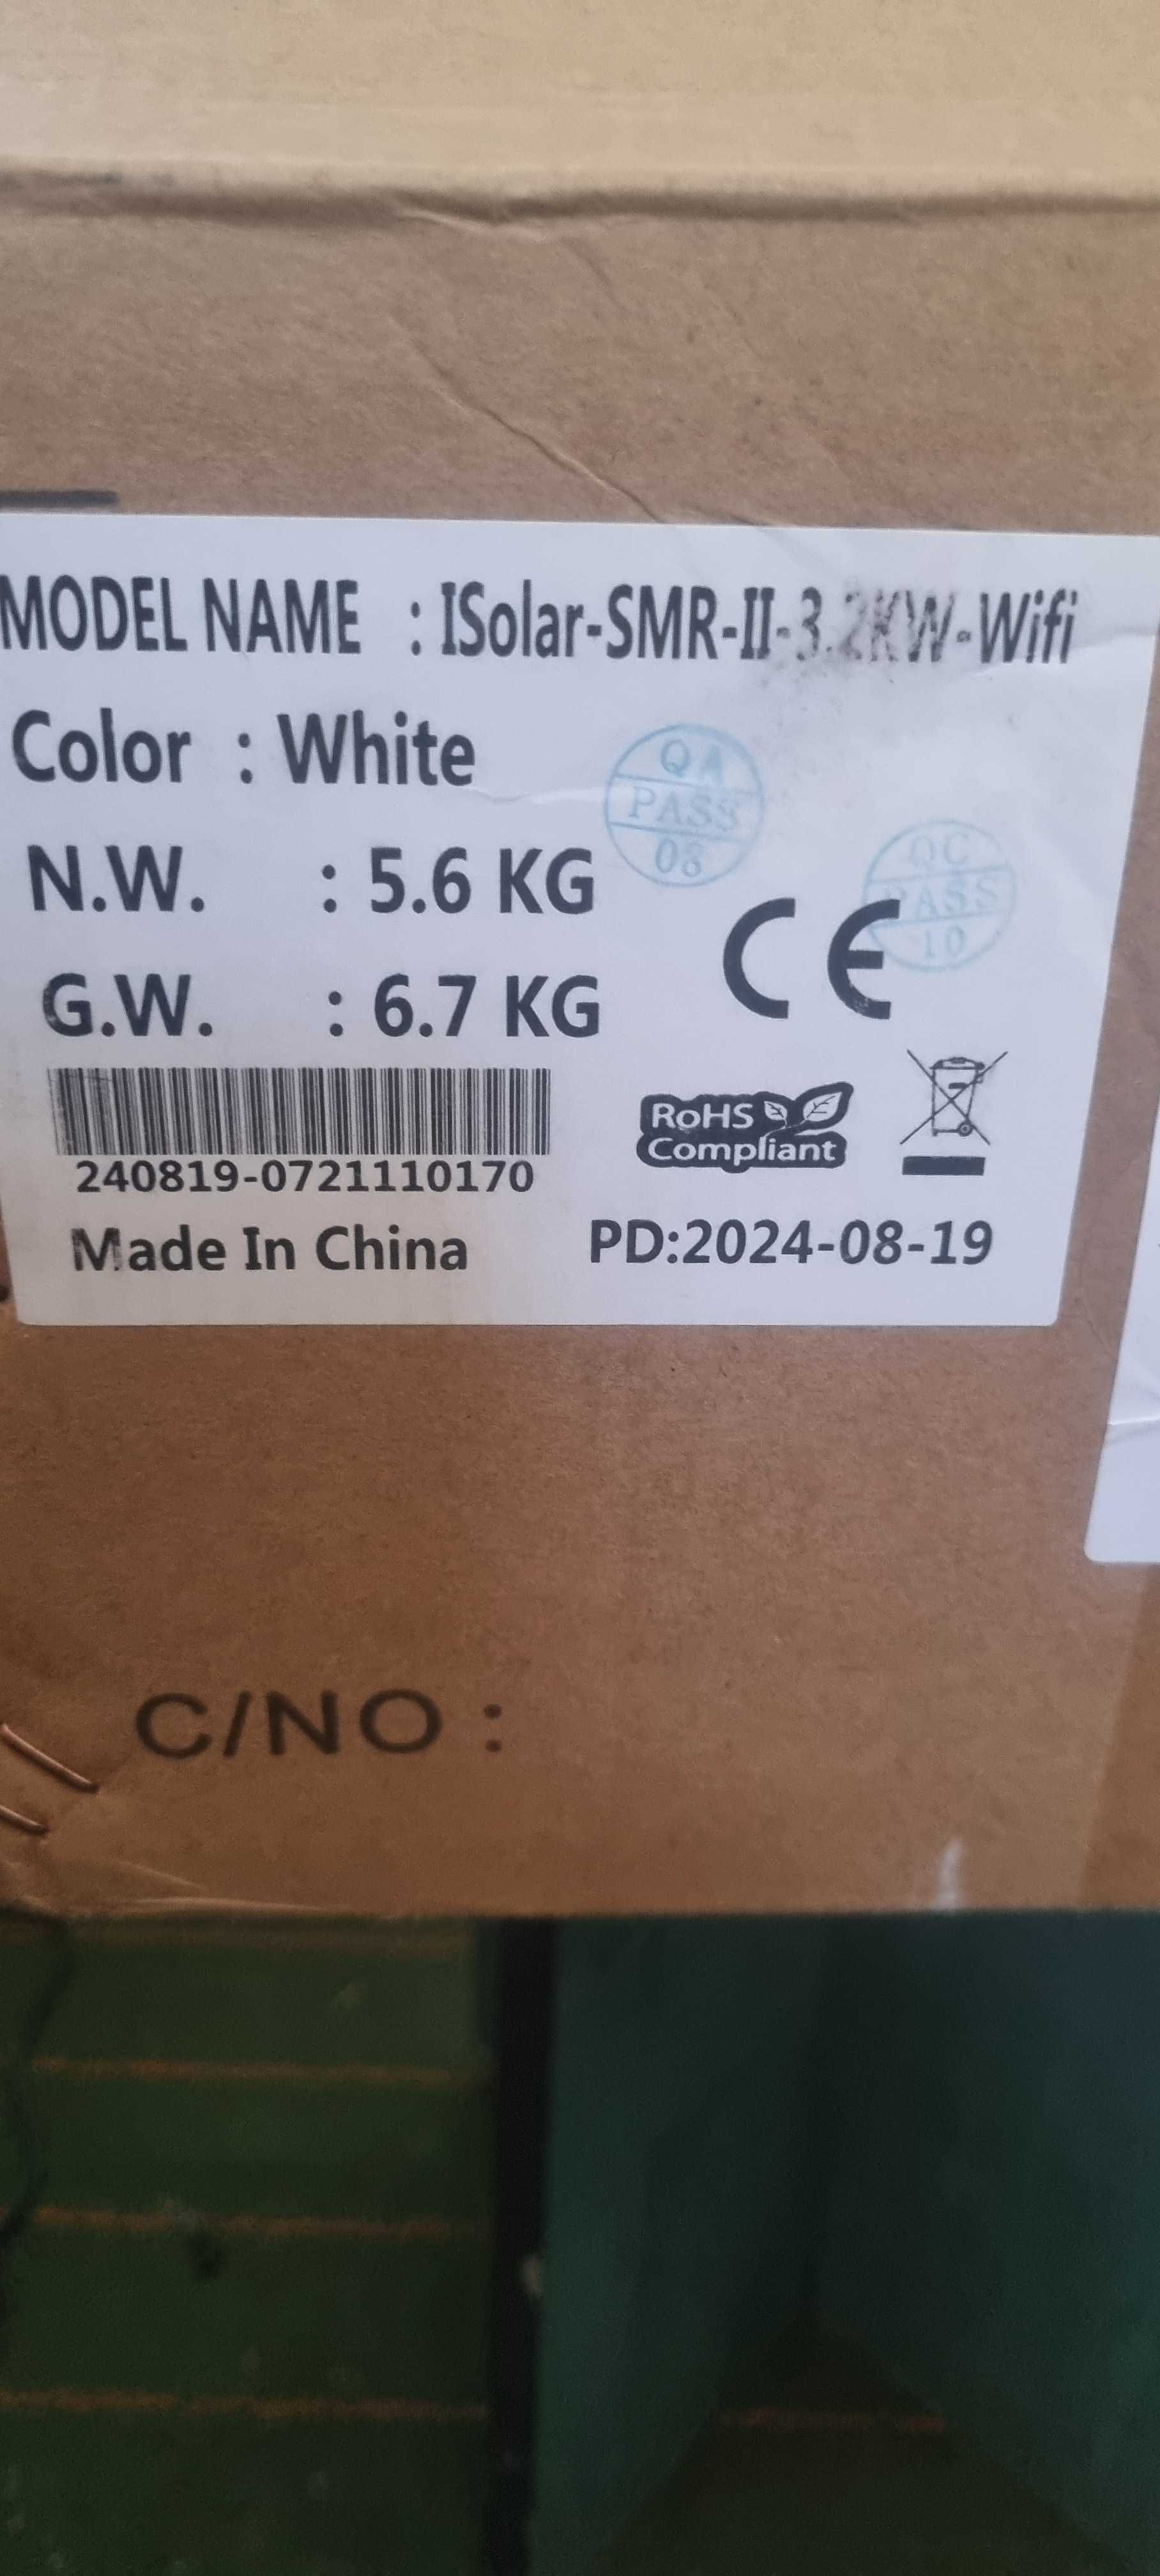 MODEL NAME : ISolar-SMR-II-3.2KW-Wifi
Color : White
QA
PASS
08
N.W. : 5.6 KG
QC
PASS
10
CE
G.W. : 6.7 KG
RoHS
Compliant
240819-0721110170
Made In China PD:2024-08-19
C/NO :